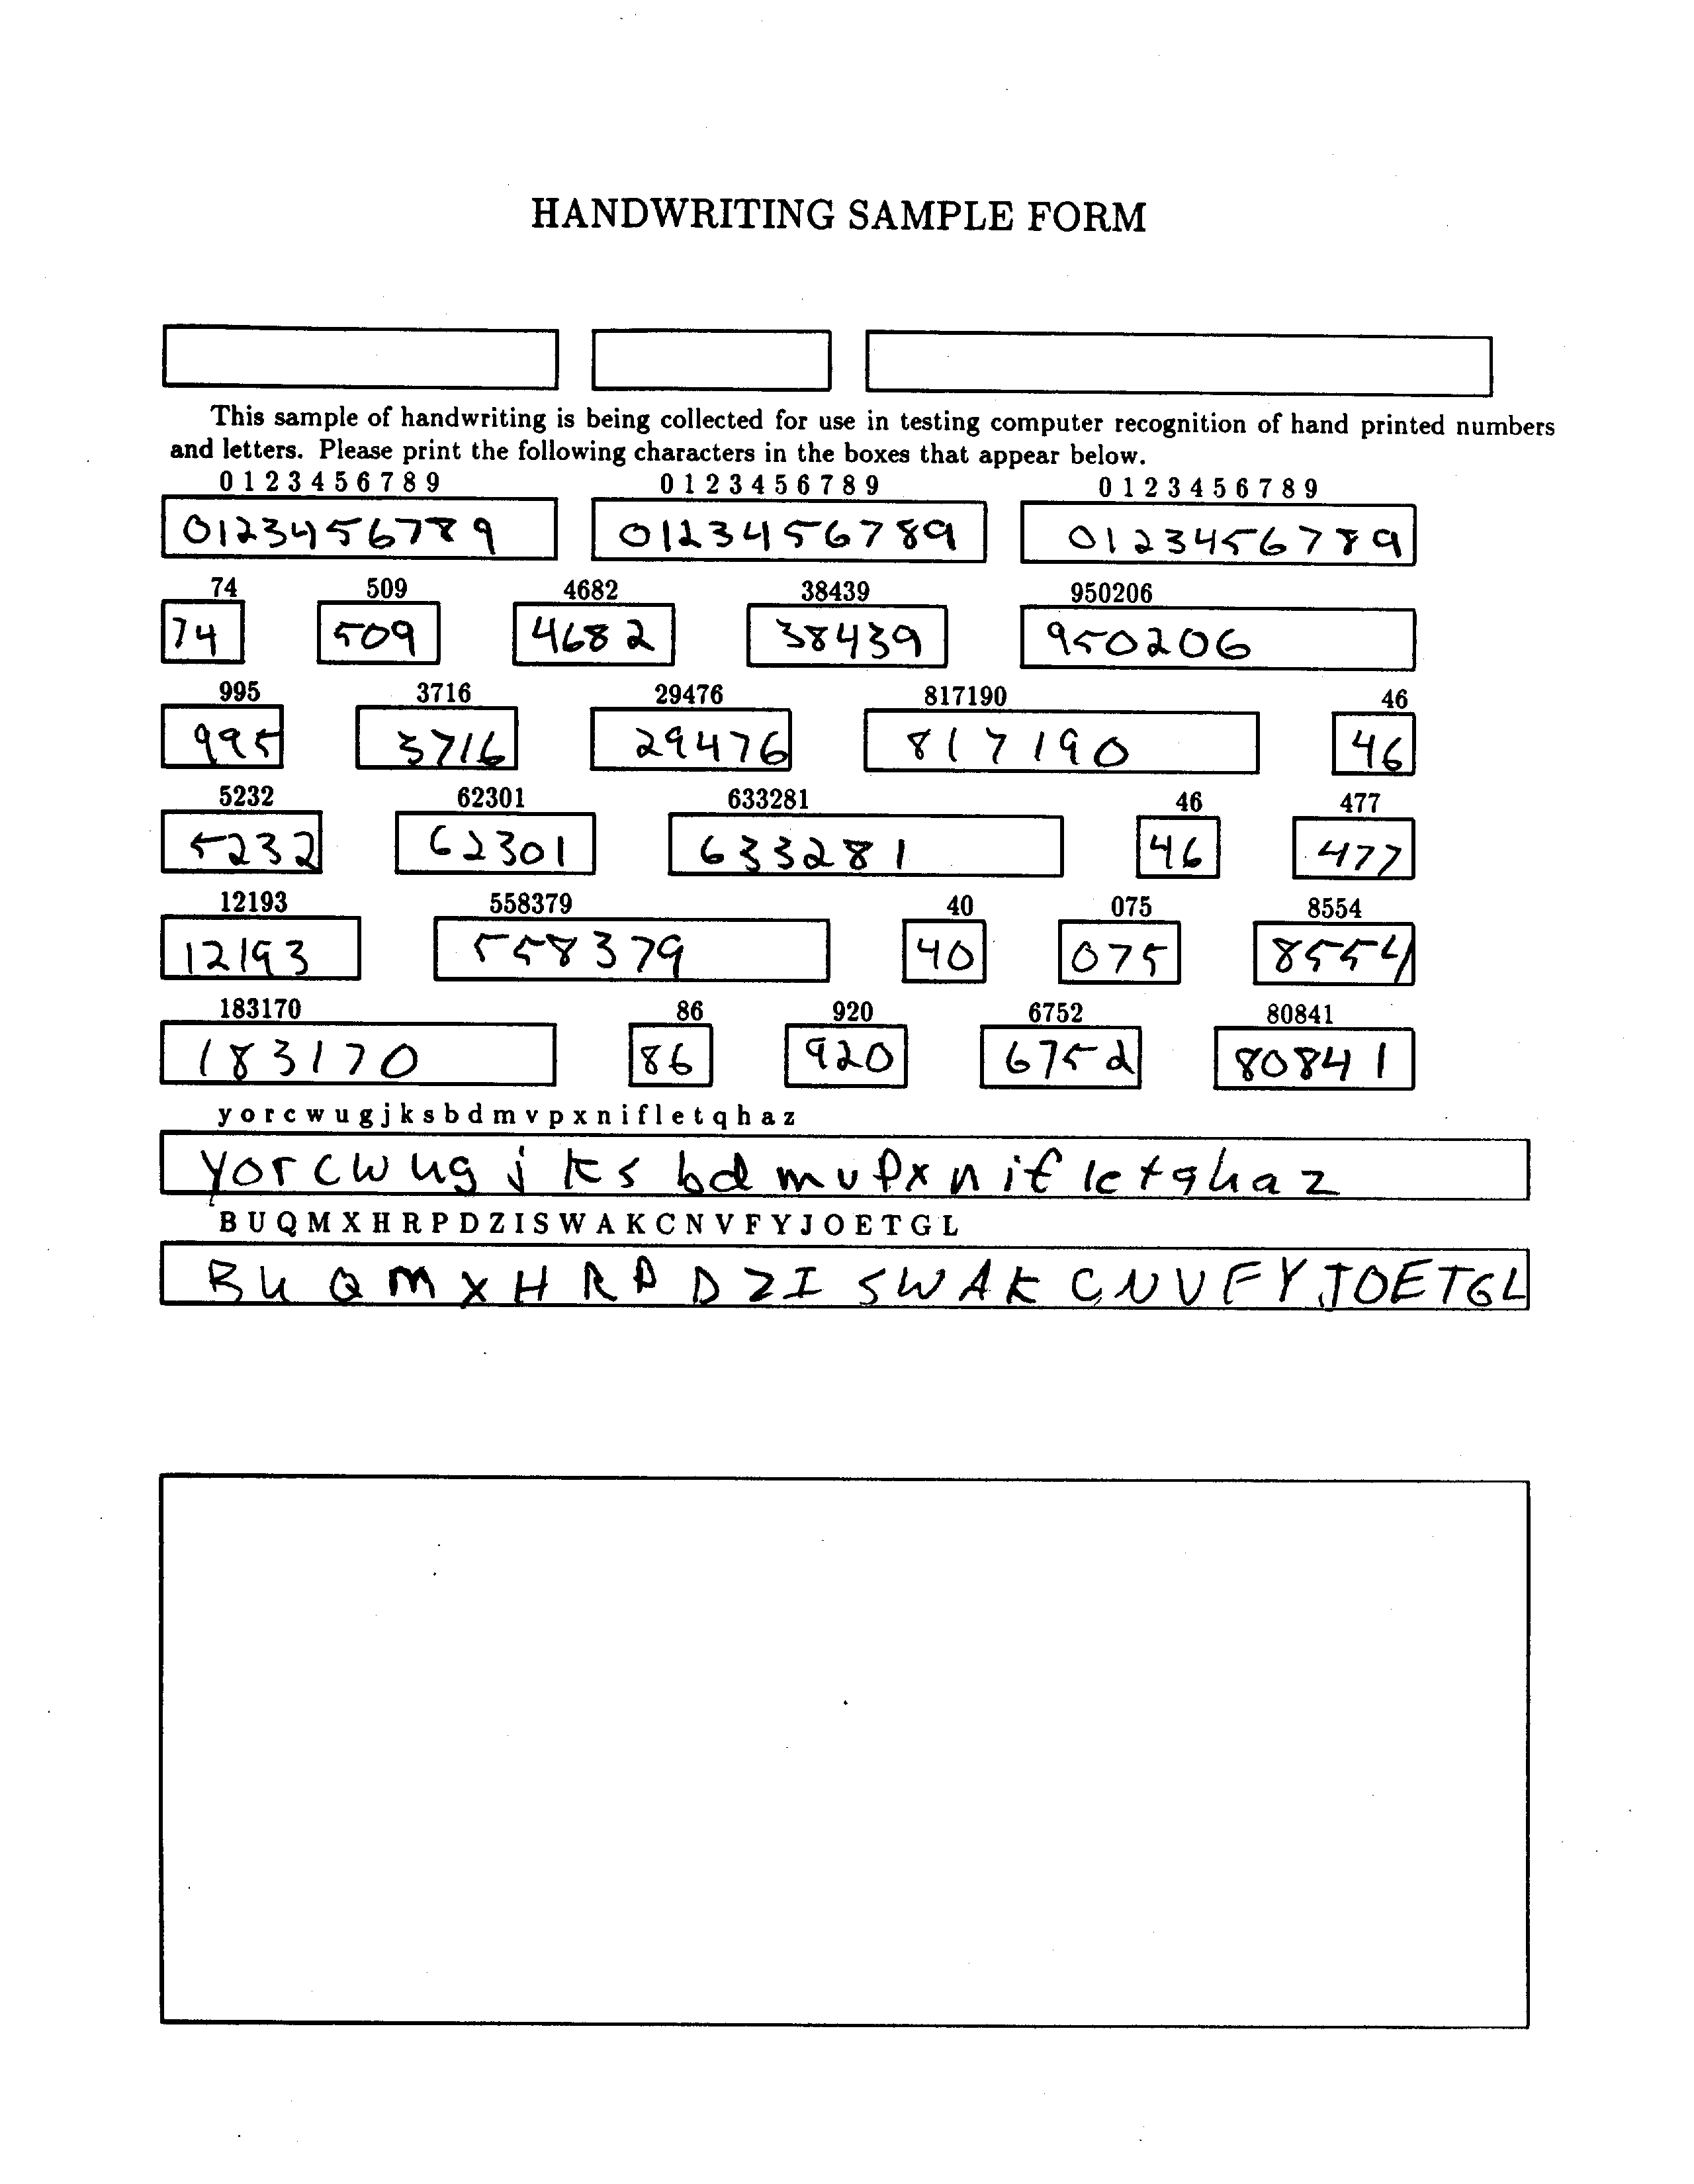 HANDWRITING SAMPLE FORM
This sample of handwriting is being collected for use in testing computer recognition of hand printed numbers
and letters. Please print the following characters in the boxes that appear below.
0 1 2 3 4 5 6 7 8 9 0 1 2 3 4 5 6 7 8 9 0 1 2 3 4 5 6 7 8 9
0123456789 0123456789 0123456789
74 509 4682 38439 950206
74 509 4682 38439 950206
995 3716 29476 817190 46
995 3716 29476 817190 46
5232 62301 633281 46 477
5232 62301 633281 46 477
12193 558379 40 075 8554
12193 558379 40 075 8554
183170 86 920 6752 80841
183170 86 920 6752 80841
y o r c w u g j k s b d m v p x n i f l e t q h a z
y o r c w u g j k s b d m v p x n i f l e t q h a z
B U Q M X H R P D Z I S W A K C N V F Y J O E T G L
B U Q M X H R P D Z I S W A K C N V F Y J O E T G L